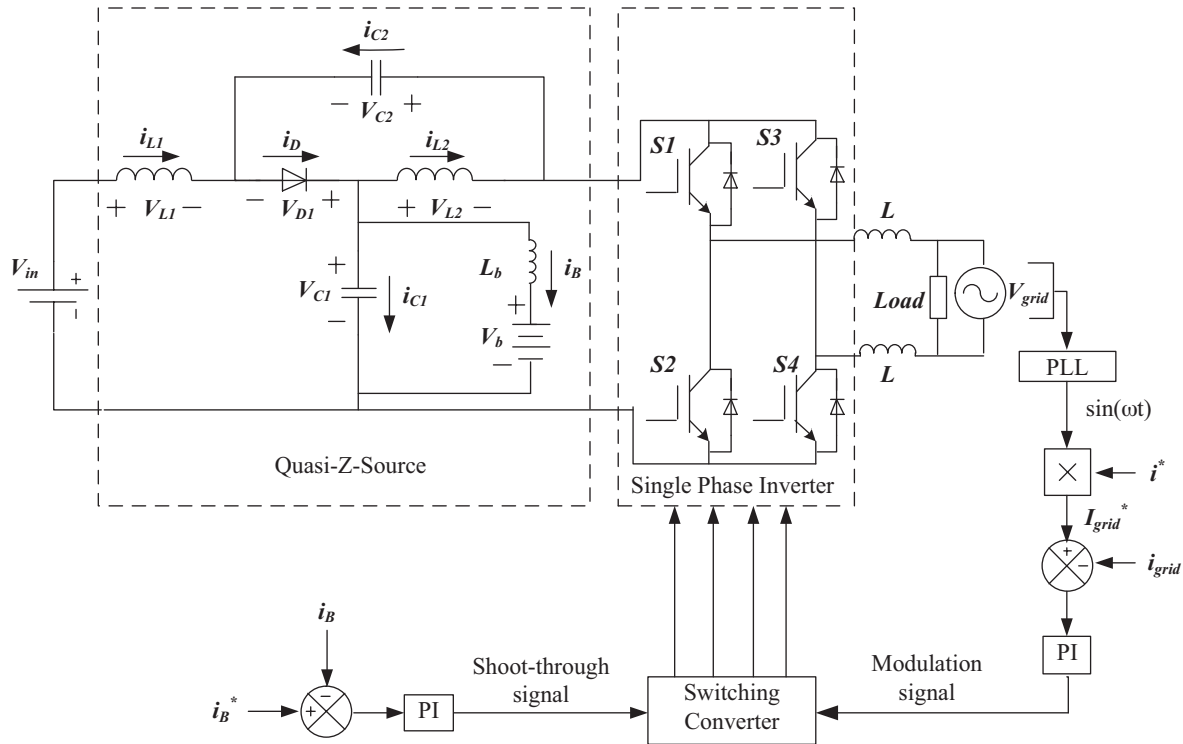 i_C2
− V_C2 +
i_L1
i_D
i_L2
+ V_L1 −
− V_D1 +
+ V_L2 −
V_in
+
−
+
V_C1
−
i_C1
L_b
i_B
+
V_b
−
Quasi-Z-Source
S1
S3
S2
S4
Single Phase Inverter
L
Load
V_grid
L
PLL
sin(ωt)
×
i^*
I_grid^*
+
−
i_grid
PI
Modulation
signal
i_B
−
+
i_B^*
PI
Shoot-through
signal
Switching
Converter